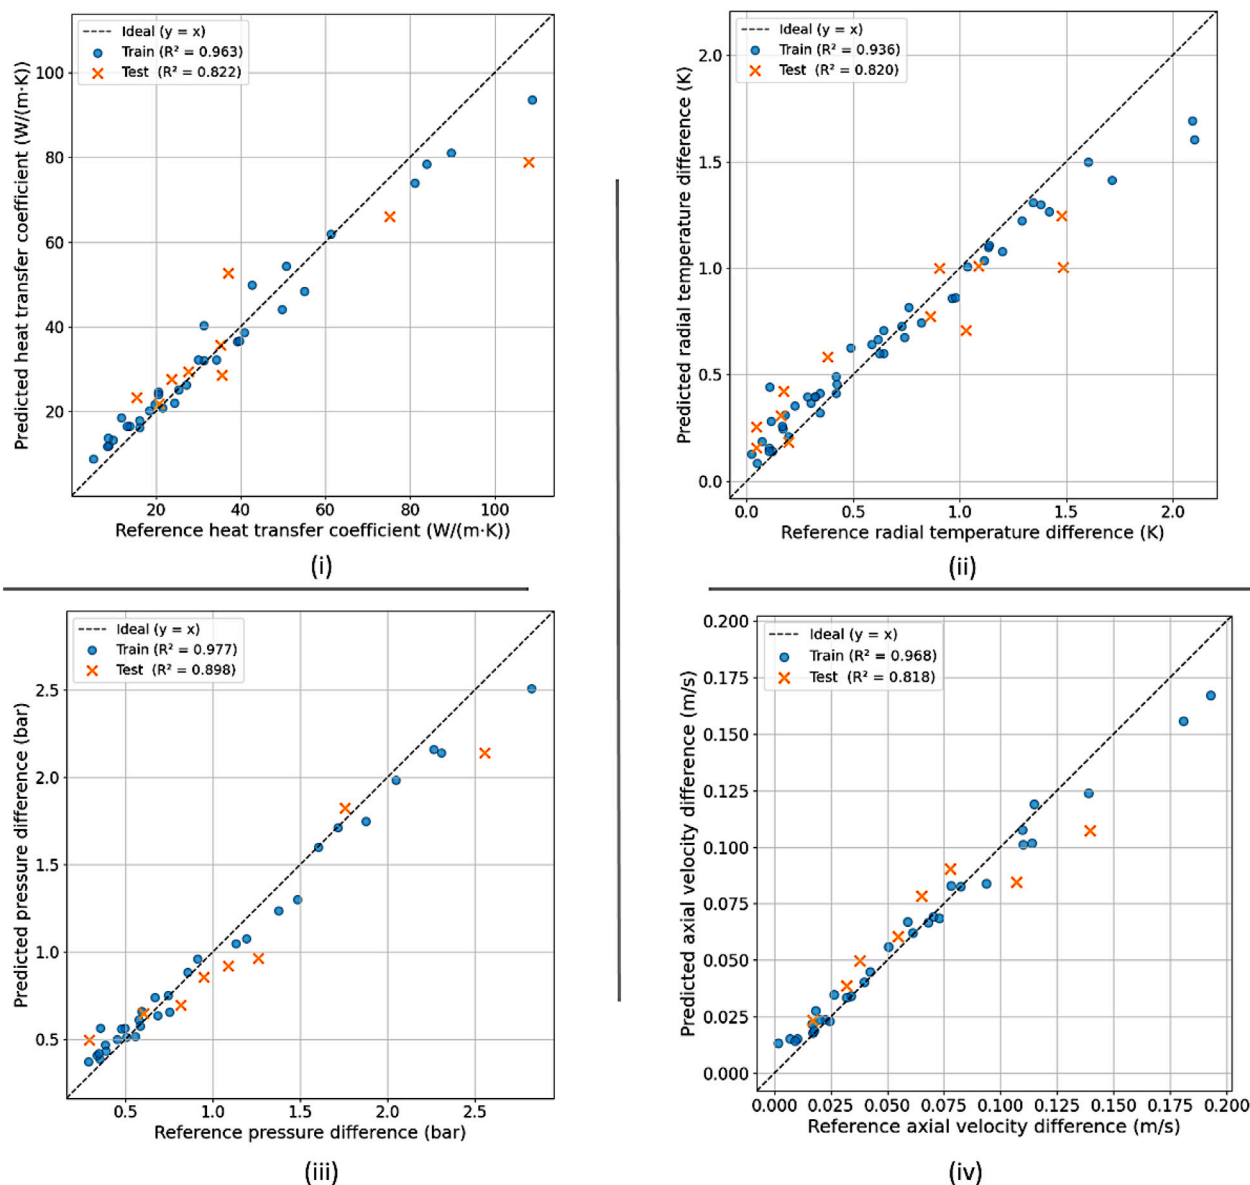 Ideal (y = x)
Train (R² = 0.963)
Test (R² = 0.822)
Predicted heat transfer coefficient (W/(m·K))
100
80
60
40
20
20 40 60 80 100
Reference heat transfer coefficient (W/(m·K))
(i)
Ideal (y = x)
Train (R² = 0.936)
Test (R² = 0.820)
Predicted radial temperature difference (K)
2.0
1.5
1.0
0.5
0.0
0.0 0.5 1.0 1.5 2.0
Reference radial temperature difference (K)
(ii)
Ideal (y = x)
Train (R² = 0.977)
Test (R² = 0.898)
Predicted pressure difference (bar)
2.5
2.0
1.5
1.0
0.5
0.5 1.0 1.5 2.0 2.5
Reference pressure difference (bar)
(iii)
Ideal (y = x)
Train (R² = 0.968)
Test (R² = 0.818)
Predicted axial velocity difference (m/s)
0.200
0.175
0.150
0.125
0.100
0.075
0.050
0.025
0.000
0.000 0.025 0.050 0.075 0.100 0.125 0.150 0.175 0.200
Reference axial velocity difference (m/s)
(iv)